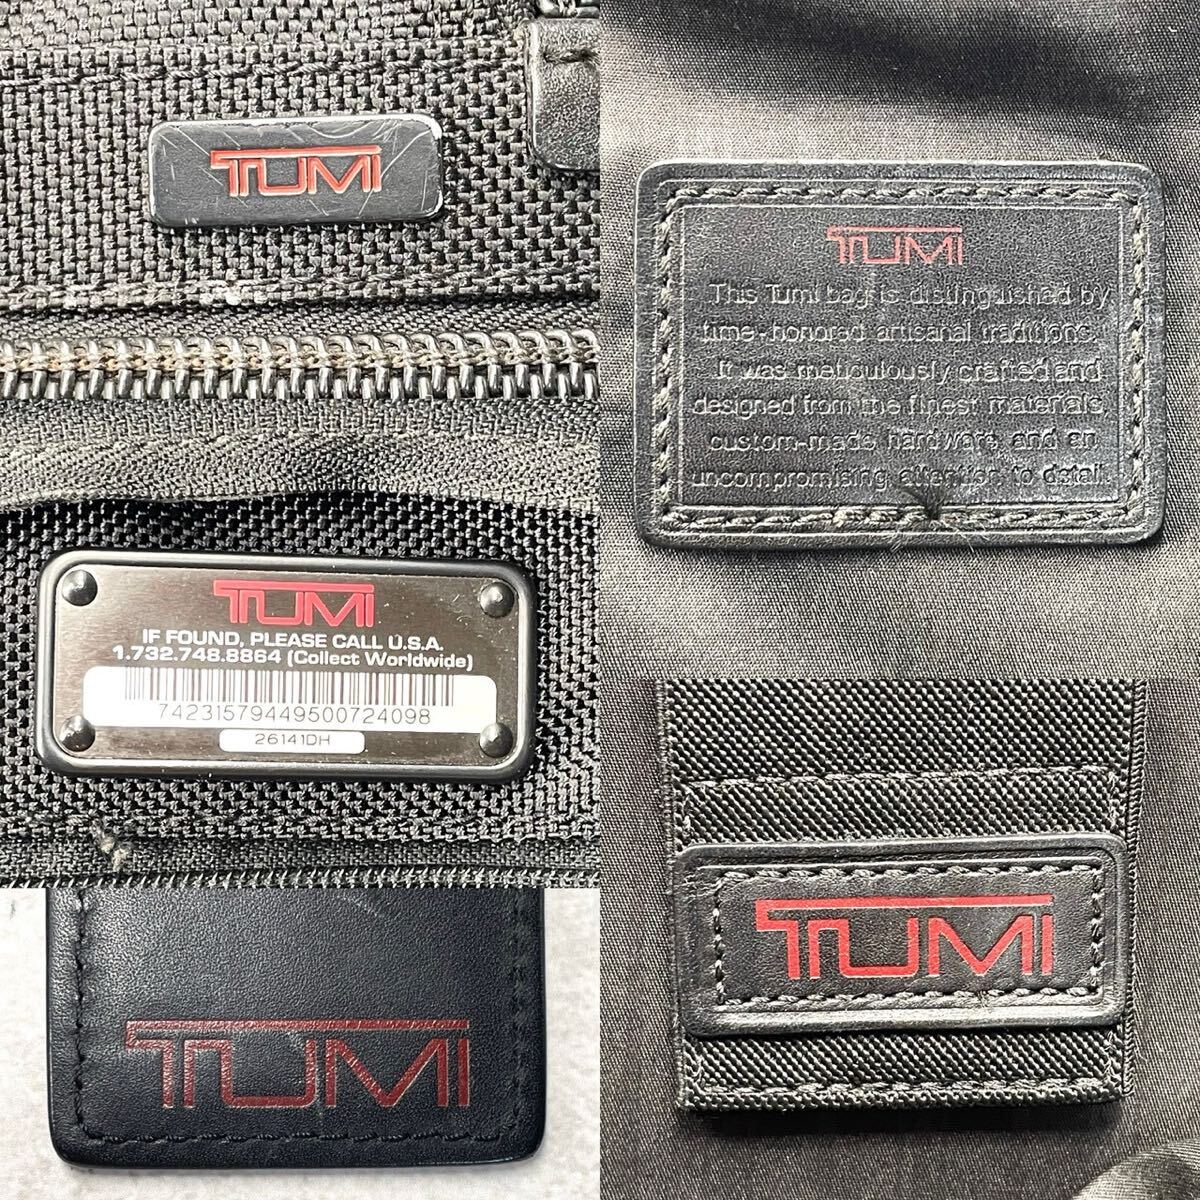 TUMI
TUMI
This Tumi bag is distinguished by
time-honored artisanal traditions.
It was meticulously crafted and
designed from the finest materials
custom-made hardware and an
uncompromising attention to detail.
TUMI
IF FOUND, PLEASE CALL U.S.A.
1.732.748.8864 (Collect Worldwide)
74231579449500724098
26141DH
TUMI
TUMI